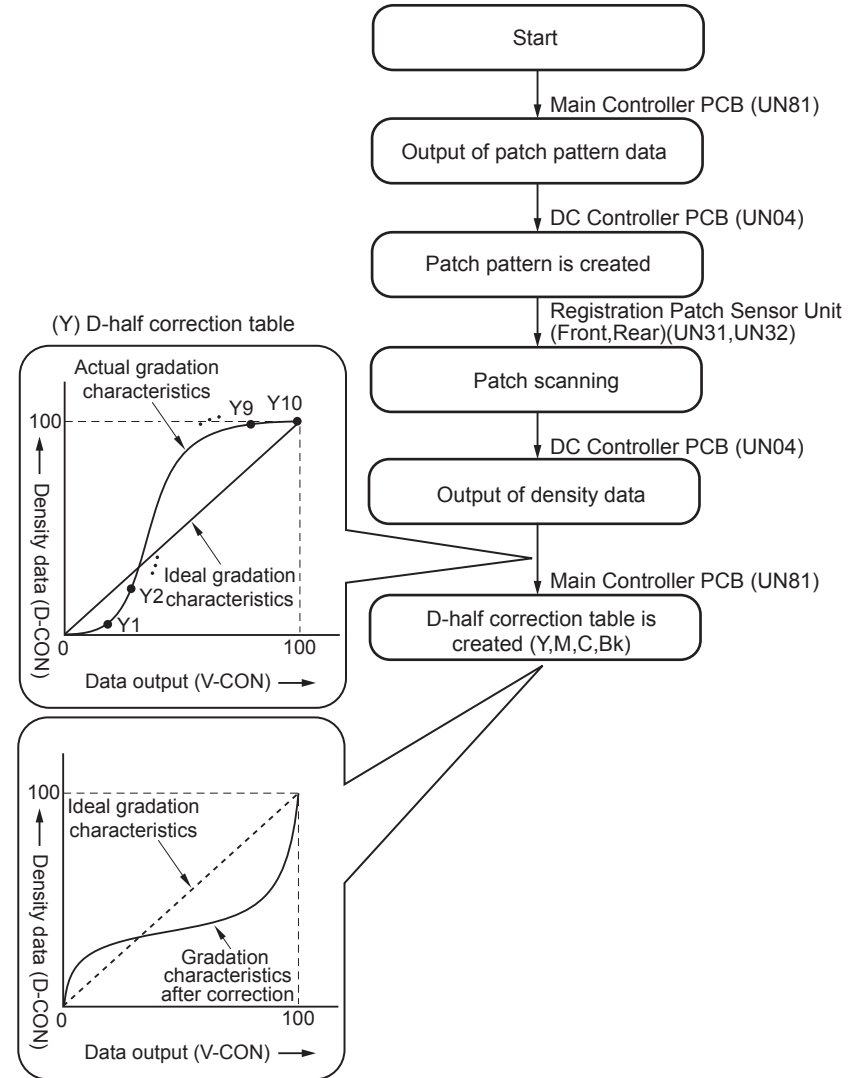 Start
Main Controller PCB (UN81)
Output of patch pattern data
DC Controller PCB (UN04)
Patch pattern is created
Registration Patch Sensor Unit
(Front,Rear)(UN31,UN32)
Patch scanning
DC Controller PCB (UN04)
Output of density data
Main Controller PCB (UN81)
D-half correction table is
created (Y,M,C,Bk)
(Y) D-half correction table
Actual gradation
characteristics
Y9
Y10
100
Density data (D-CON)
Ideal gradation
characteristics
Y2
Y1
0
100
Data output (V-CON)
100
Ideal gradation
characteristics
Density data (D-CON)
Gradation
characteristics
after correction
0
100
Data output (V-CON)